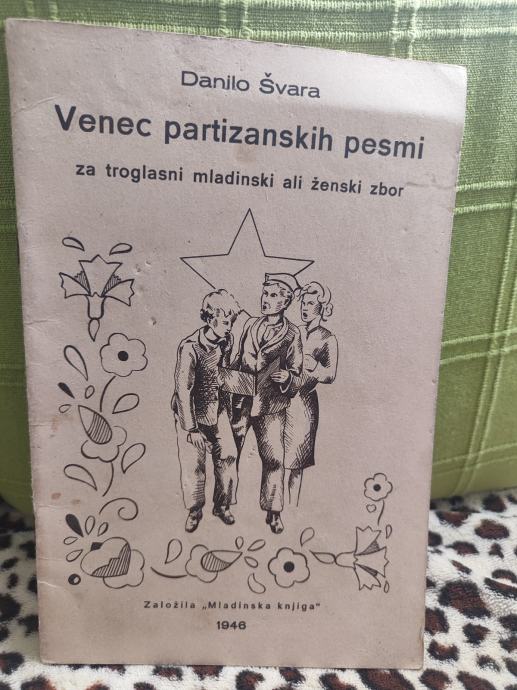 Danilo Švara
Venec partizanskih pesmi
za troglasni mladinski ali ženski zbor
Založila „Mladinska knjiga"
1946